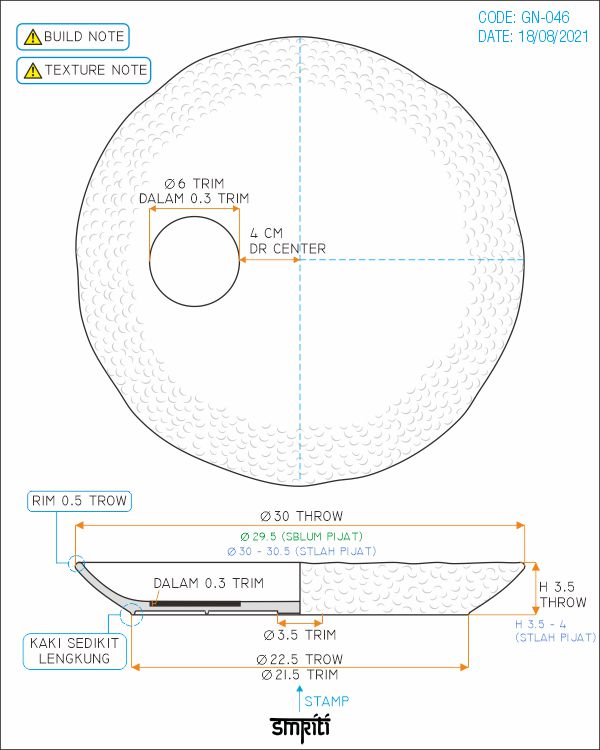 CODE: GN-046
DATE: 18/08/2021
BUILD NOTE
TEXTURE NOTE
Ø6 TRIM
DALAM 0.3 TRIM
4 CM
DR CENTER
RIM 0.5 TROW
Ø30 THROW
Ø29.5 (SBLUM PIJAT)
Ø30 - 30.5 (STLAH PIJAT)
DALAM 0.3 TRIM
H 3.5
THROW
H 3.5 - 4
(STLAH PIJAT)
Ø3.5 TRIM
KAKI SEDIKIT
LENGKUNG
Ø22.5 TROW
Ø21.5 TRIM
STAMP
smriti